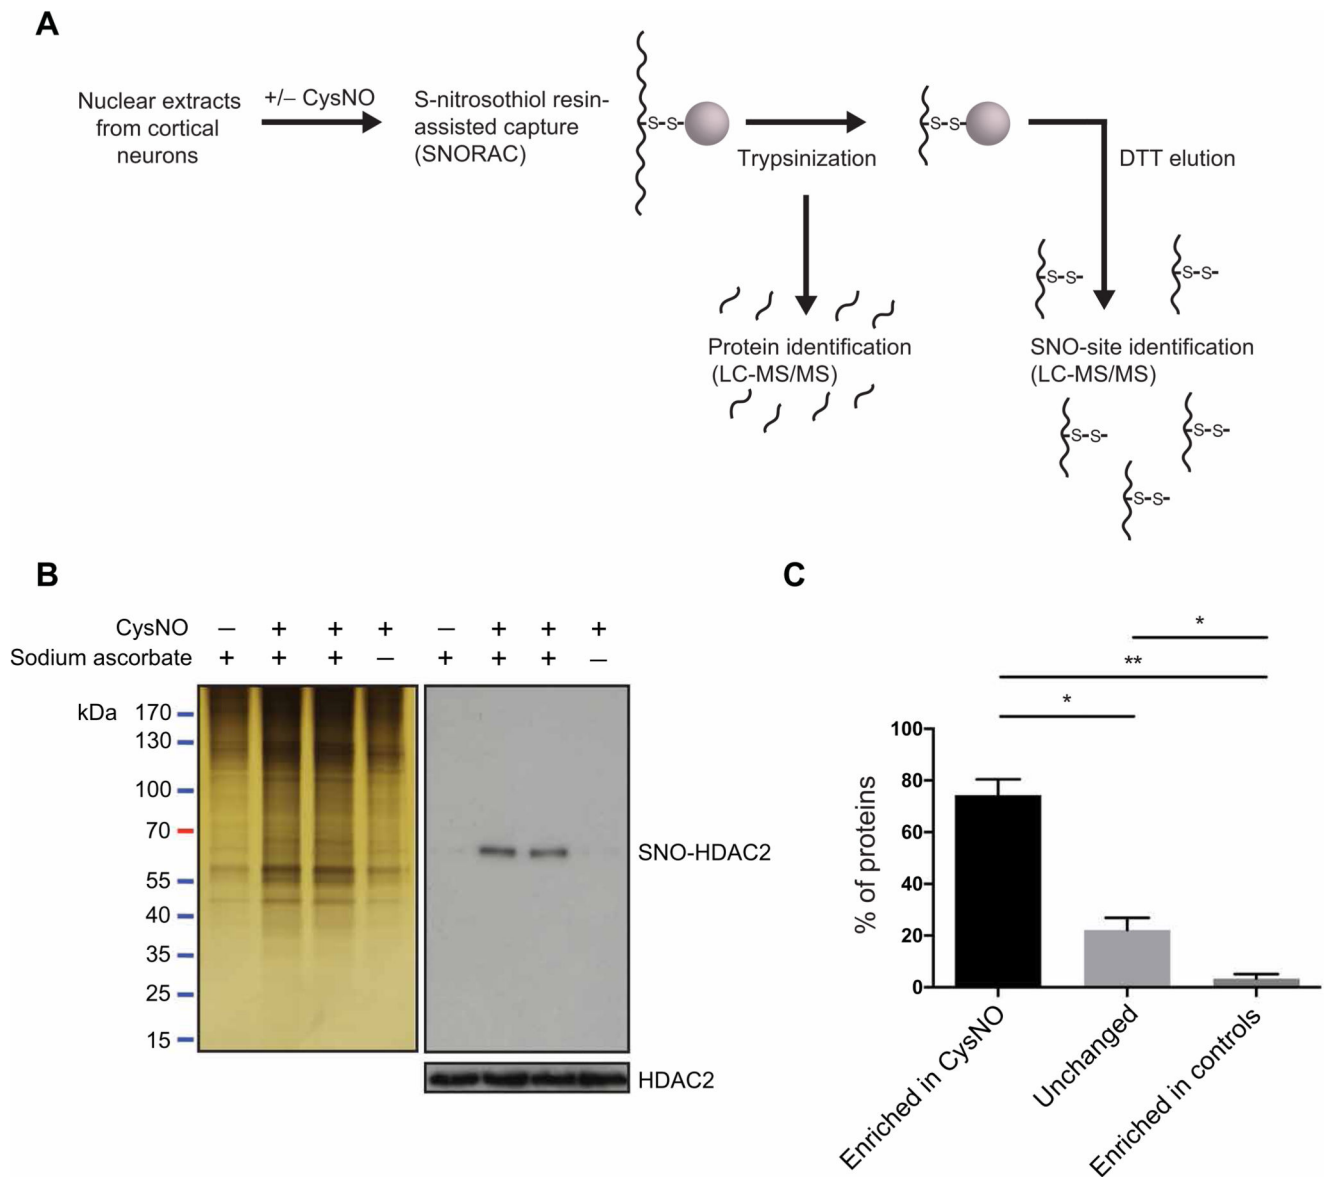 A
Nuclear extracts
from cortical
neurons
+/− CysNO
S-nitrosothiol resin-
assisted capture
(SNORAC)
-S-S-
Trypsinization
-S-S-
DTT elution
-S-S-
-S-S-
Protein identification
(LC-MS/MS)
SNO-site identification
(LC-MS/MS)
-S-S-
-S-S-
-S-S-
B
CysNO − + + + − + + +
Sodium ascorbate + + + − + + + −
kDa 170
130
100
70
55
40
35
25
15
SNO-HDAC2
HDAC2
C
*
**
*
% of proteins
100
80
60
40
20
0
Enriched in CysNO
Unchanged
Enriched in controls